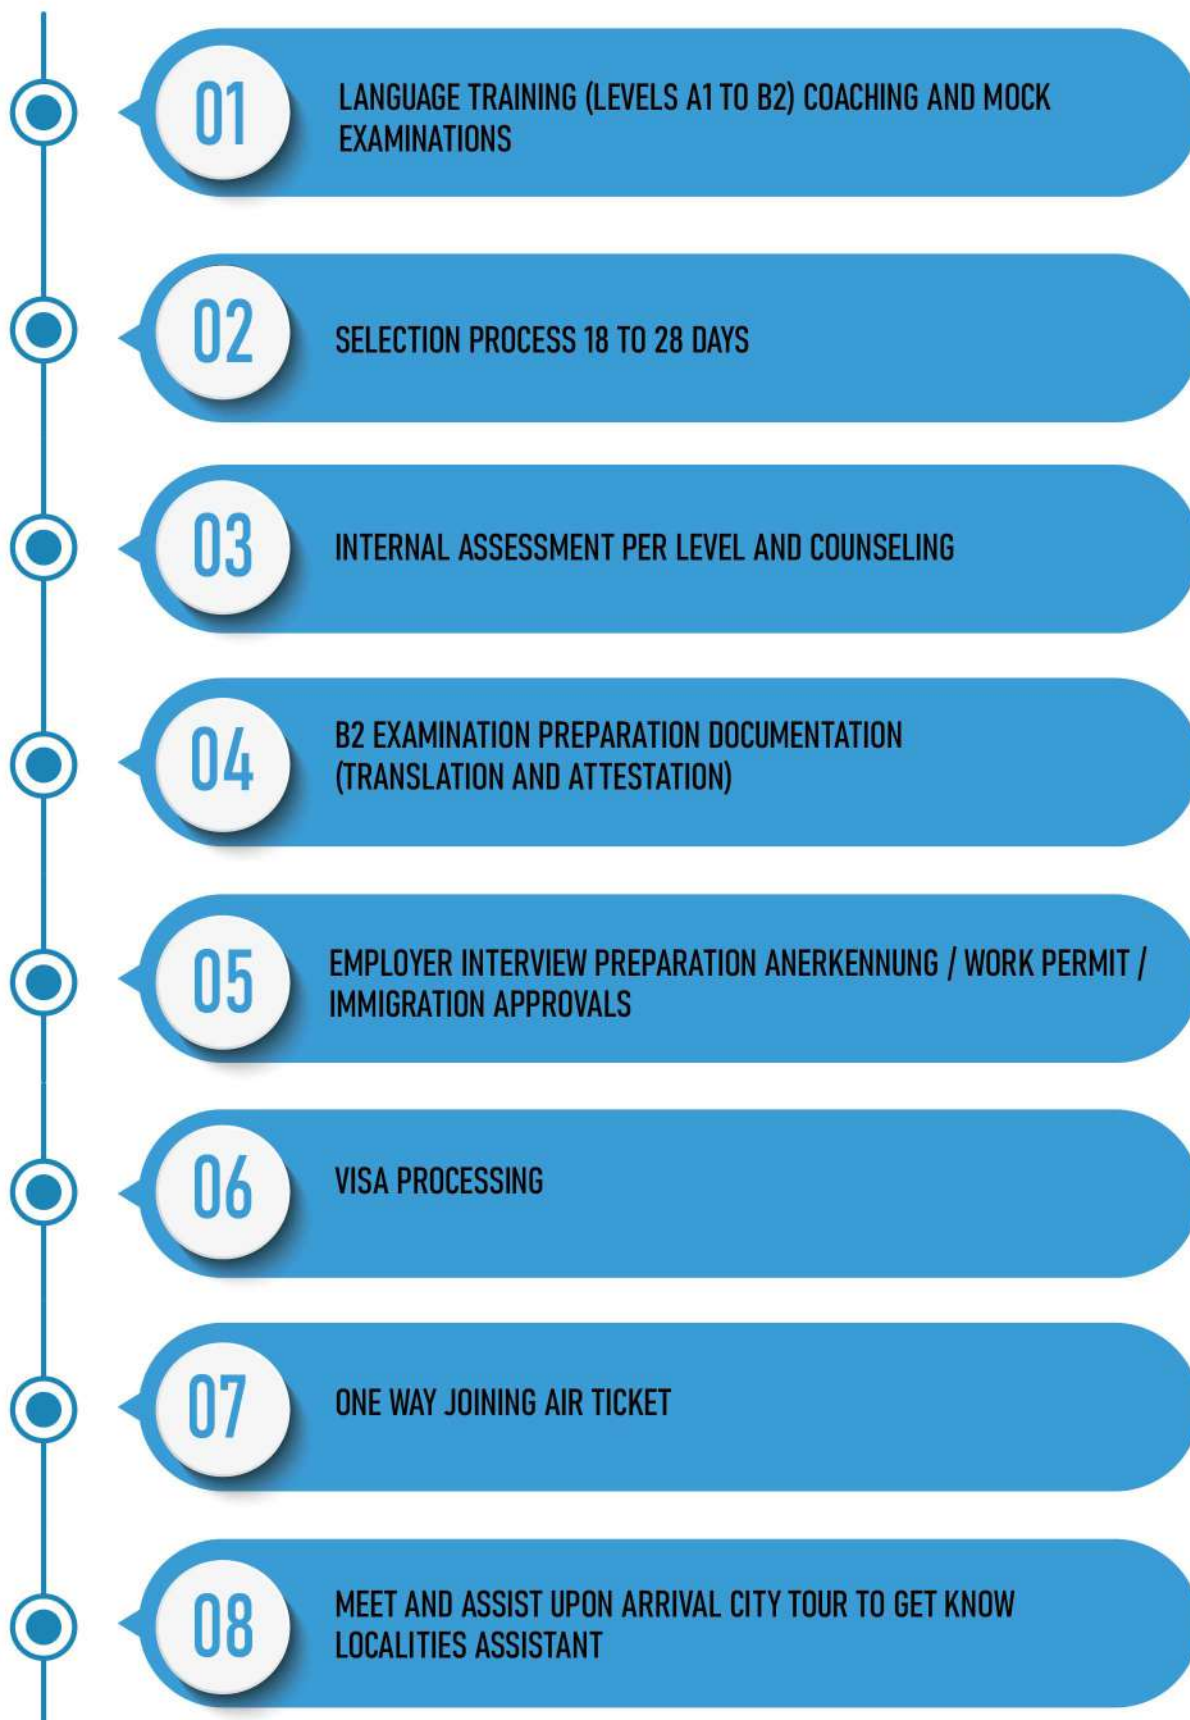 01
LANGUAGE TRAINING (LEVELS A1 TO B2) COACHING AND MOCK
EXAMINATIONS
02
SELECTION PROCESS 18 TO 28 DAYS
03
INTERNAL ASSESSMENT PER LEVEL AND COUNSELING
04
B2 EXAMINATION PREPARATION DOCUMENTATION
(TRANSLATION AND ATTESTATION)
05
EMPLOYER INTERVIEW PREPARATION ANERKENNUNG / WORK PERMIT /
IMMIGRATION APPROVALS
06
VISA PROCESSING
07
ONE WAY JOINING AIR TICKET
08
MEET AND ASSIST UPON ARRIVAL CITY TOUR TO GET KNOW
LOCALITIES ASSISTANT